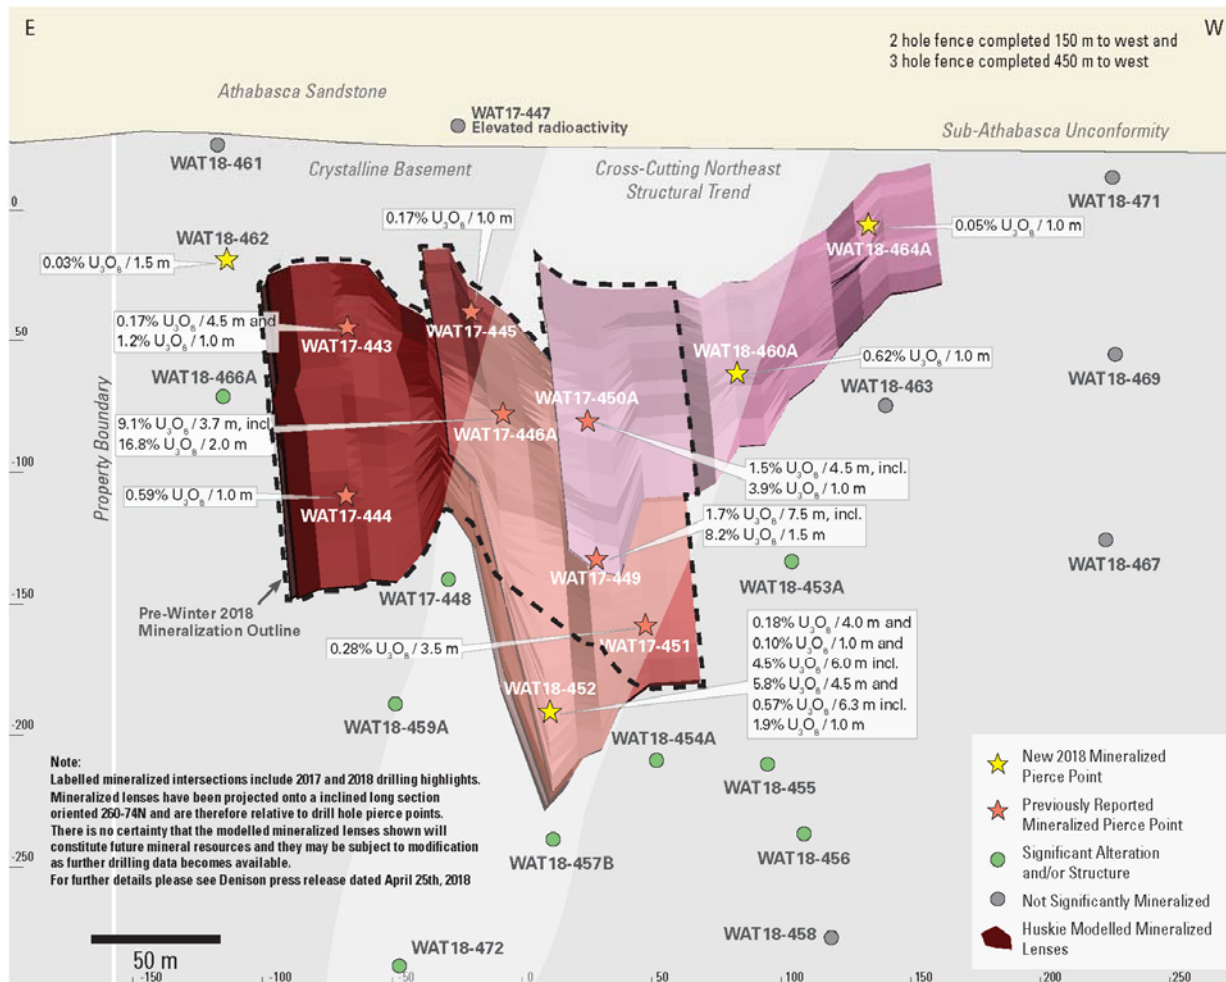 E
W
2 hole fence completed 150 m to west and
3 hole fence completed 450 m to west
Athabasca Sandstone
WAT17-447
Elevated radioactivity
Sub-Athabasca Unconformity
WAT18-461
Crystalline Basement
Cross-Cutting Northeast
Structural Trend
WAT18-471
0
0.17% U₃O₈ / 1.0 m
WAT18-462
0.03% U₃O₈ / 1.5 m
WAT18-464A
0.05% U₃O₈ / 1.0 m
50
0.17% U₃O₈ / 4.5 m and
1.2% U₃O₈ / 1.0 m
WAT17-443
WAT17-445
WAT18-460A
0.62% U₃O₈ / 1.0 m
WAT18-469
WAT18-466A
WAT18-463
WAT17-450A
9.1% U₃O₈ / 3.7 m, incl
16.8% U₃O₈ / 2.0 m
WAT17-446A
-100
Property Boundary
1.5% U₃O₈ / 4.5 m, incl.
3.9% U₃O₈ / 1.0 m
0.59% U₃O₈ / 1.0 m
WAT17-444
1.7% U₃O₈ / 7.5 m, incl.
8.2% U₃O₈ / 1.5 m
WAT18-467
WAT17-449
WAT18-453A
-150
WAT17-448
Pre-Winter 2018
Mineralization Outline
0.28% U₃O₈ / 3.5 m
WAT17-451
0.18% U₃O₈ / 4.0 m and
0.10% U₃O₈ / 1.0 m and
4.5% U₃O₈ / 6.0 m incl.
5.8% U₃O₈ / 4.5 m and
0.57% U₃O₈ / 6.3 m incl.
1.9% U₃O₈ / 1.0 m
WAT18-452
WAT18-459A
-200
WAT18-454A
WAT18-455
Note:
Labelled mineralized intersections include 2017 and 2018 drilling highlights.
Mineralized lenses have been projected onto a inclined long section
oriented 260-74N and are therefore relative to drill hole pierce points.
There is no certainty that the modelled mineralized lenses shown will
constitute future mineral resources and they may be subject to modification
as further drilling data becomes available.
For further details please see Denison press release dated April 25th, 2018
WAT18-457B
WAT18-456
-250
New 2018 Mineralized
Pierce Point
Previously Reported
Mineralized Pierce Point
Significant Alteration
and/or Structure
Not Significantly Mineralized
Huskie Modelled Mineralized
Lenses
WAT18-458
WAT18-472
50 m
-150
-100
-50
0
50
100
150
200
250